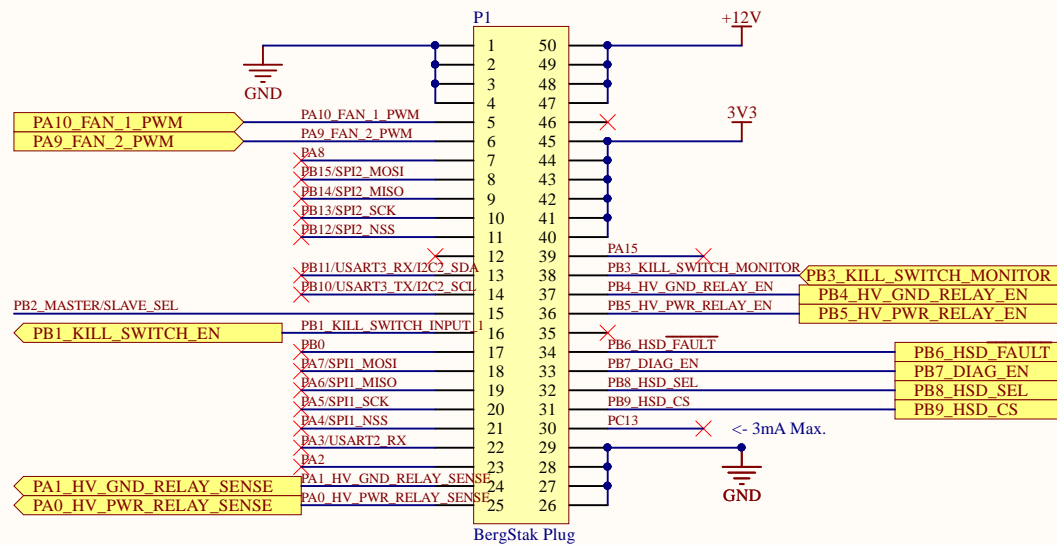 P1
+12V
1 50
2 49
GND
3 48
4 47
PA10_FAN_1_PWM PA10_FAN_1_PWM 5 46
3V3
PA9_FAN_2_PWM PA9_FAN_2_PWM 6 45
PA8 7 44
PB15/SPI2_MOSI 8 43
PB14/SPI2_MISO 9 42
PB13/SPI2_SCK 10 41
PB12/SPI2_NSS 11 40
12 39 PA15
PB11/USART3_RX/I2C2_SDA 13 38 PB3_KILL_SWITCH_MONITOR PB3_KILL_SWITCH_MONITOR
PB10/USART3_TX/I2C2_SCL 14 37 PB4_HV_GND_RELAY_EN PB4_HV_GND_RELAY_EN
PB2_MASTER/SLAVE_SEL 15 36 PB5_HV_PWR_RELAY_EN PB5_HV_PWR_RELAY_EN
PB1_KILL_SWITCH_EN PB1_KILL_SWITCH_INPUT_1 16 35
PB0 17 34 PB6_HSD_FAULT PB6_HSD_FAULT
PA7/SPI1_MOSI 18 33 PB7_DIAG_EN PB7_DIAG_EN
PA6/SPI1_MISO 19 32 PB8_HSD_SEL PB8_HSD_SEL
PA5/SPI1_SCK 20 31 PB9_HSD_CS PB9_HSD_CS
PA4/SPI1_NSS 21 30 PC13 <- 3mA Max.
PA3/USART2_RX 22 29
PA2 23 28
PA1_HV_GND_RELAY_SENSE PA1_HV_GND_RELAY_SENSE 24 27
GND
PA0_HV_PWR_RELAY_SENSE PA0_HV_PWR_RELAY_SENSE 25 26
BergStak Plug